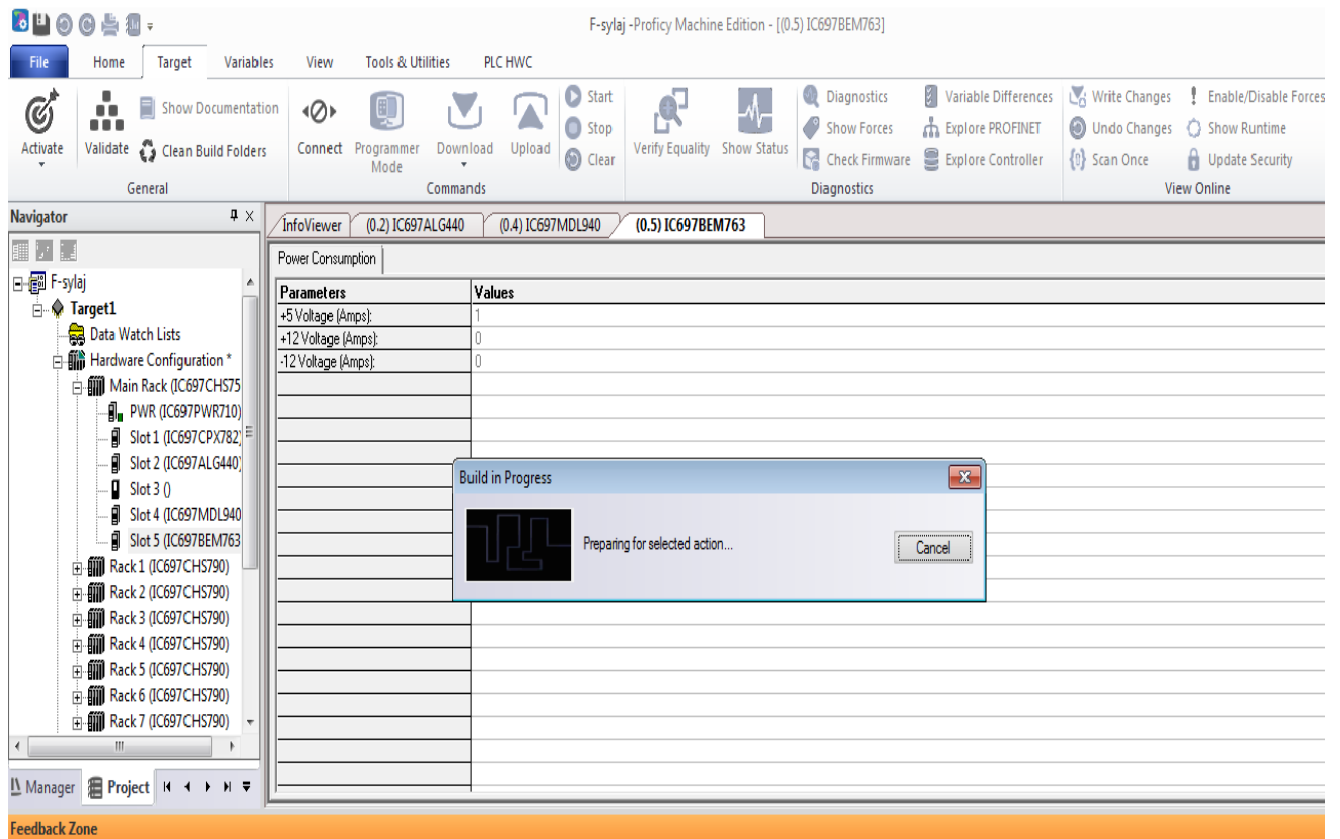 F-sylaj -Proficy Machine Edition - [(0.5) IC697BEM763]
File Home Target Variables View Tools & Utilities PLC HWC
Activate
Validate
Show Documentation
Clean Build Folders
General
Connect
Programmer Mode
Download
Upload
Start
Stop
Clear
Commands
Verify Equality
Show Status
Diagnostics
Show Forces
Check Firmware
Variable Differences
Explore PROFINET
Explore Controller
Diagnostics
Write Changes
Undo Changes
Scan Once
Enable/Disable Forces
Show Runtime
Update Security
View Online
Navigator
F-sylaj
Target1
Data Watch Lists
Hardware Configuration *
Main Rack (IC697CHS75
PWR (IC697PWR710)
Slot 1 (IC697CPX782)
Slot 2 (IC697ALG440)
Slot 3 ()
Slot 4 (IC697MDL940
Slot 5 (IC697BEM763
Rack 1 (IC697CHS790)
Rack 2 (IC697CHS790)
Rack 3 (IC697CHS790)
Rack 4 (IC697CHS790)
Rack 5 (IC697CHS790)
Rack 6 (IC697CHS790)
Rack 7 (IC697CHS790)
Manager Project
InfoViewer (0.2) IC697ALG440 (0.4) IC697MDL940 (0.5) IC697BEM763
Power Consumption
Parameters Values
+5 Voltage (Amps): 1
+12 Voltage (Amps): 0
-12 Voltage (Amps): 0
Build in Progress
Preparing for selected action...
Cancel
Feedback Zone